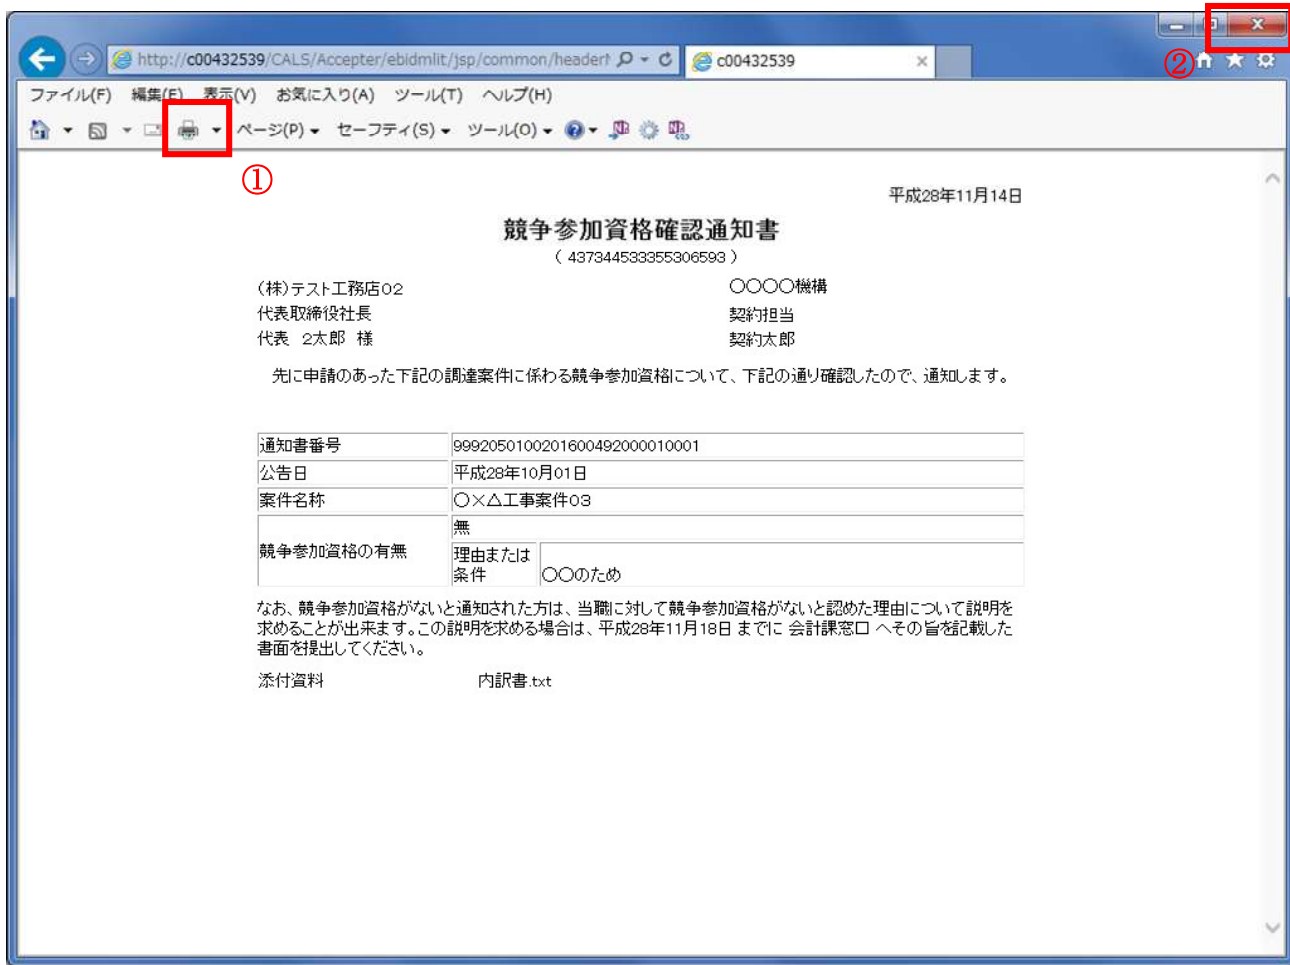 http://c00432539/CALS/Accepter/ebidmlit/jsp/common/header
c00432539
②
ファイル(F) 編集(E) 表示(V) お気に入り(A) ツール(T) ヘルプ(H)
ページ(P) セーフティ(S) ツール(O)
①
平成28年11月14日
競争参加資格確認通知書
( 437344533355306593 )
(株)テスト工務店02
〇〇〇〇機構
代表取締役社長
契約担当
代表 2太郎 様
契約太郎
先に申請のあった下記の調達案件に係わる競争参加資格について、下記の通り確認したので、通知します。
通知書番号 9992050100201600492000010001
公告日 平成28年10月01日
案件名称 〇×△工事案件03
競争参加資格の有無
無
理由または
条件
〇〇のため
なお、競争参加資格がないと通知された方は、当職に対して競争参加資格がないと認めた理由について説明を
求めることが出来ます。この説明を求める場合は、平成28年11月18日 までに 会計課窓口 へその旨を記載した
書面を提出してください。
添付資料 内訳書.txt